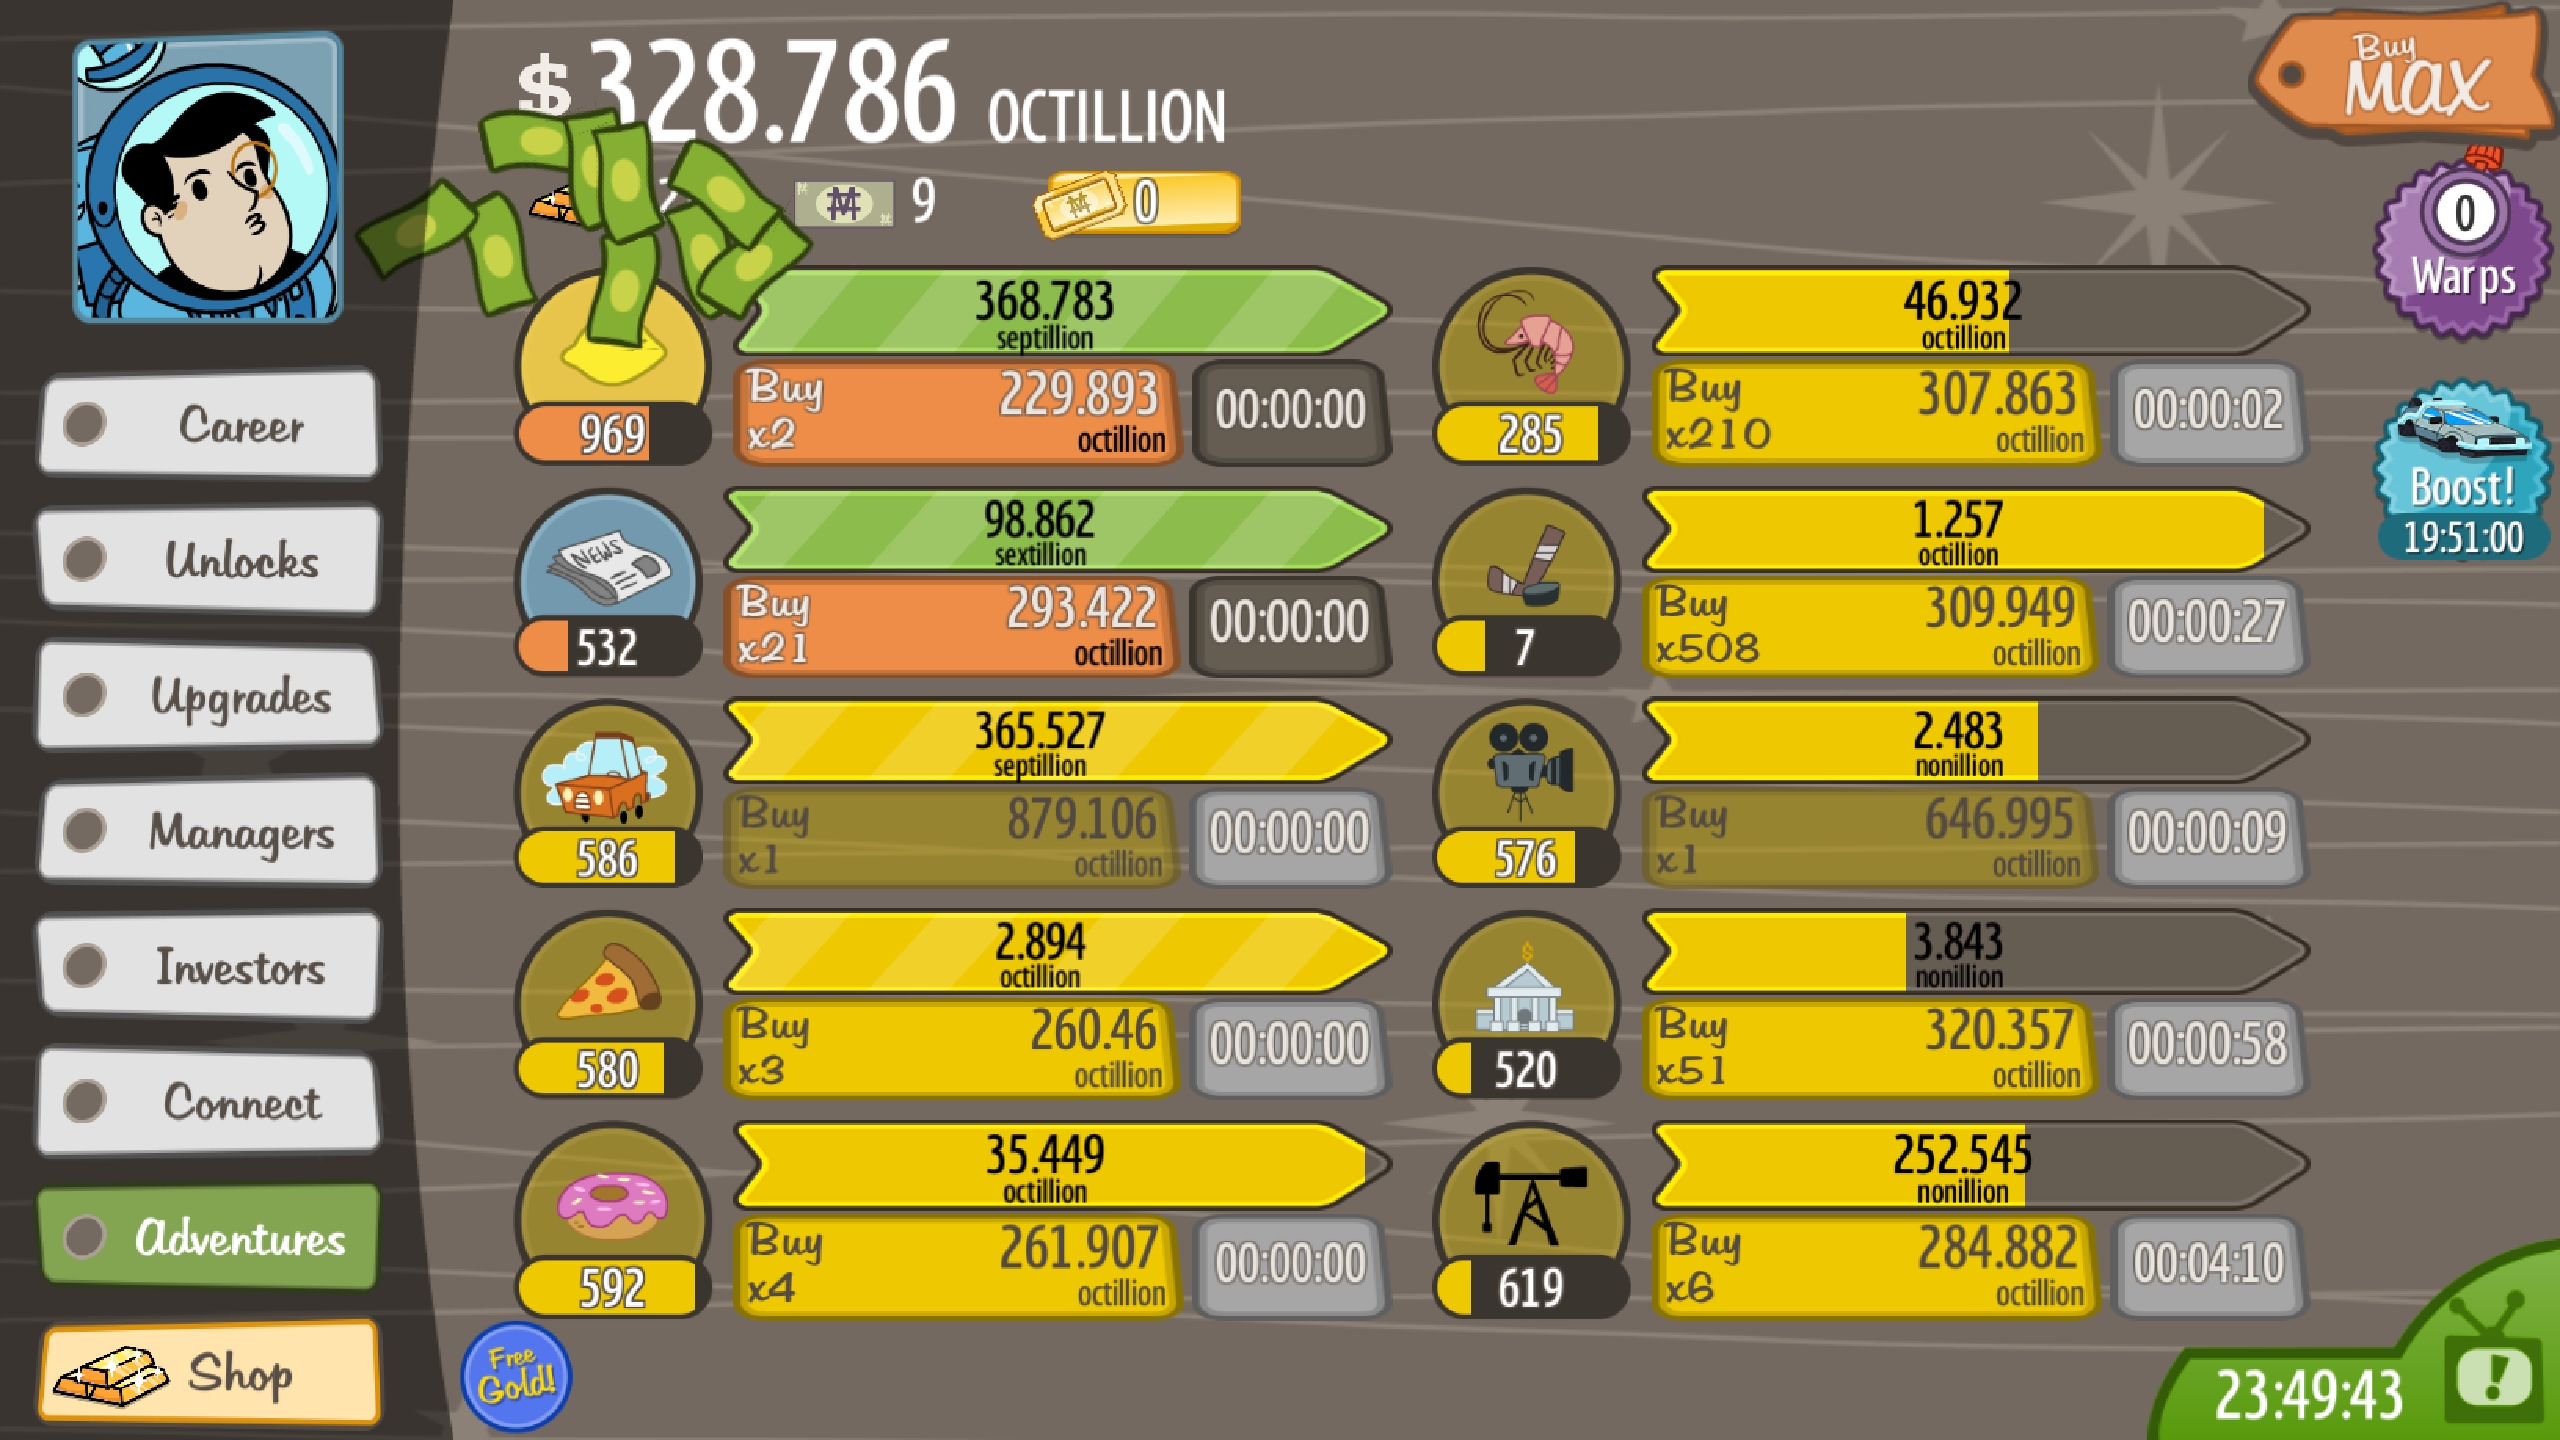 $328.786 OCTILLION
Buy
MAX
9
0
0
Warps
368.783
septillion
969
Buy
x2
229.893
octillion
00:00:00
46.932
octillion
285
Buy
x210
307.863
octillion
00:00:02
Boost!
19:51:00
NEWS
98.862
sextillion
532
Buy
x21
293.422
octillion
00:00:00
1.257
octillion
7
Buy
x508
309.949
octillion
00:00:27
365.527
septillion
586
Buy
x1
879.106
octillion
00:00:00
2.483
nonillion
576
Buy
x1
646.995
octillion
00:00:09
2.894
octillion
580
Buy
x3
260.46
octillion
00:00:00
3.843
nonillion
520
Buy
x51
320.357
octillion
00:00:58
35.449
octillion
592
Buy
x4
261.907
octillion
00:00:00
252.545
nonillion
619
Buy
x6
284.882
octillion
00:04:10
Career
Unlocks
Upgrades
Managers
Investors
Connect
Adventures
Shop
Free
Gold!
23:49:43
!